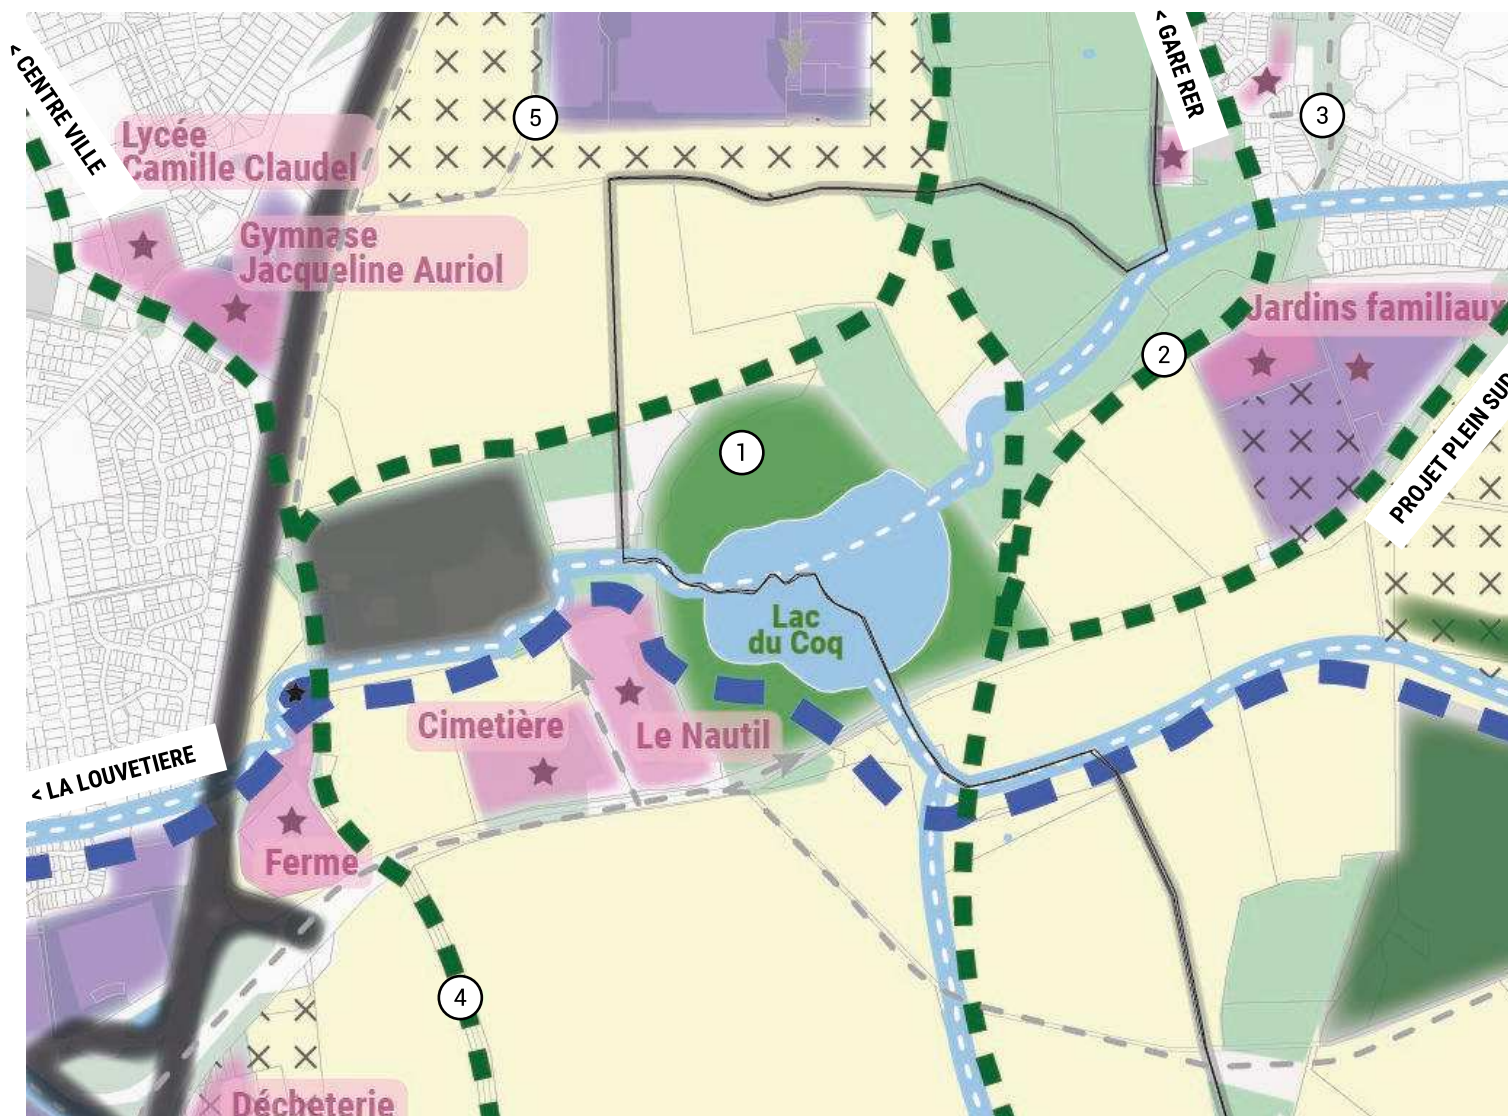 < CENTRE VILLE
< GARE RER
5
3
Lycée
Camille Claudel
Gymnase
Jacqueline Auriol
Jardins familiaux
2
1
PROJET PLEIN SUD
Lac
du Coq
Cimetière
Le Nautil
< LA LOUVETIERE
Ferme
4
Décheterie